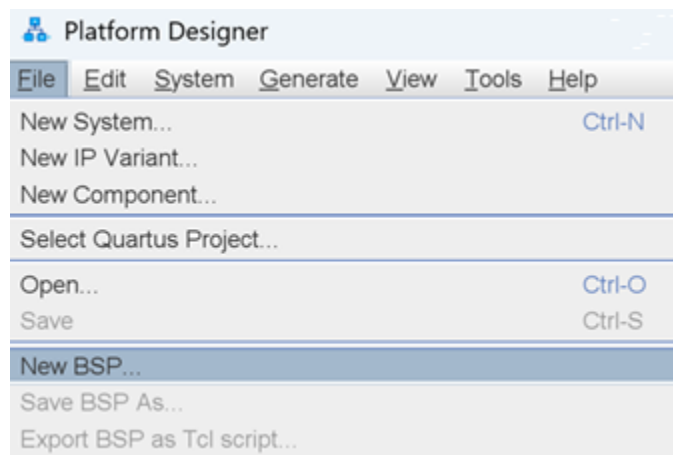 Platform Designer
File Edit System Generate View Tools Help
New System... Ctrl-N
New IP Variant...
New Component...
Select Quartus Project...
Open... Ctrl-O
Save Ctrl-S
New BSP...
Save BSP As...
Export BSP as Tcl script...